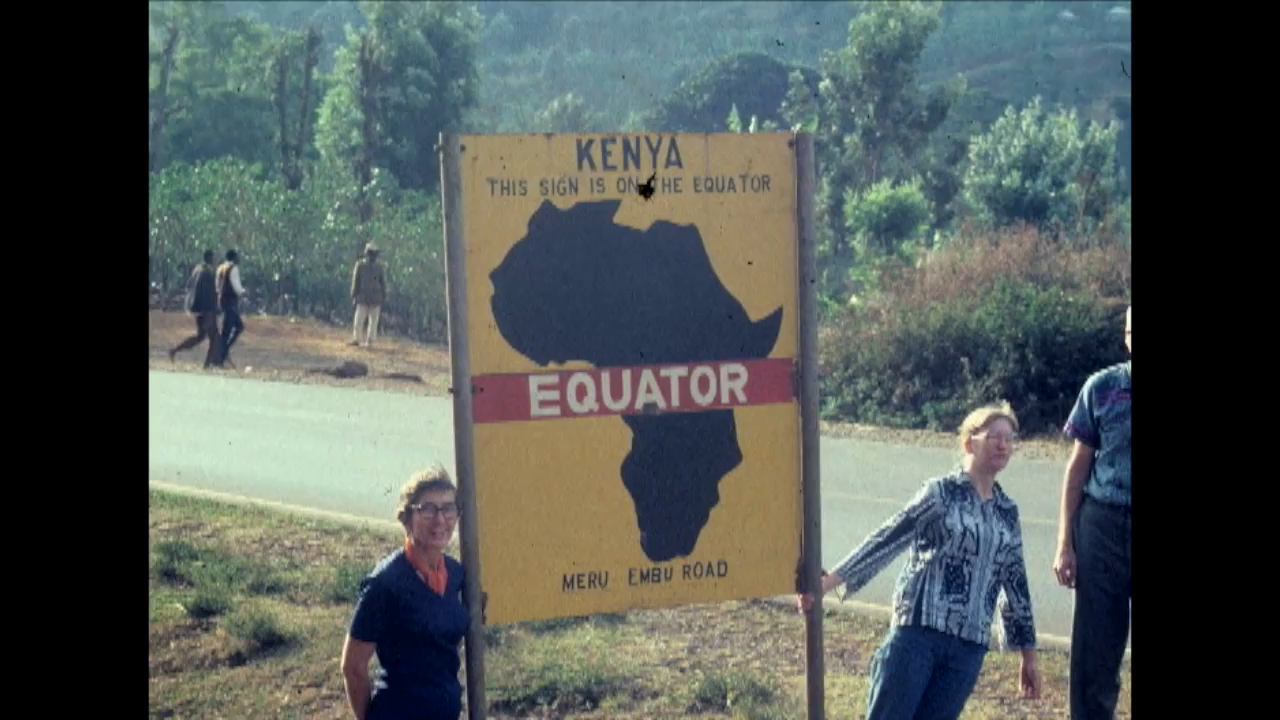 KENYA
THIS SIGN IS ON THE EQUATOR
EQUATOR
MERU EMBU ROAD